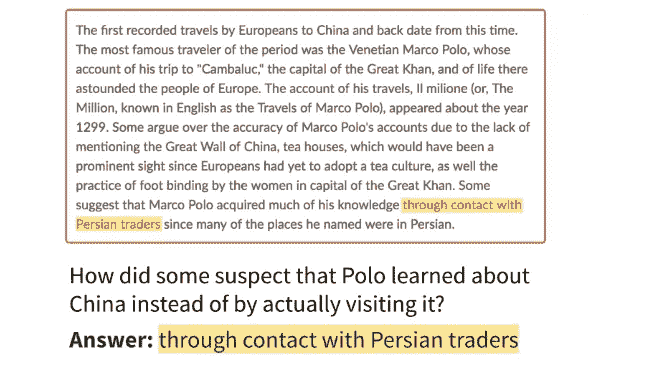 The first recorded travels by Europeans to China and back date from this time.
The most famous traveler of the period was the Venetian Marco Polo, whose
account of his trip to "Cambaluc," the capital of the Great Khan, and of life there
astounded the people of Europe. The account of his travels, Il milione (or, The
Million, known in English as the Travels of Marco Polo), appeared about the year
1299. Some argue over the accuracy of Marco Polo's accounts due to the lack of
mentioning the Great Wall of China, tea houses, which would have been a
prominent sight since Europeans had yet to adopt a tea culture, as well the
practice of foot binding by the women in capital of the Great Khan. Some
suggest that Marco Polo acquired much of his knowledge through contact with
Persian traders since many of the places he named were in Persian.
How did some suspect that Polo learned about
China instead of by actually visiting it?
Answer: through contact with Persian traders